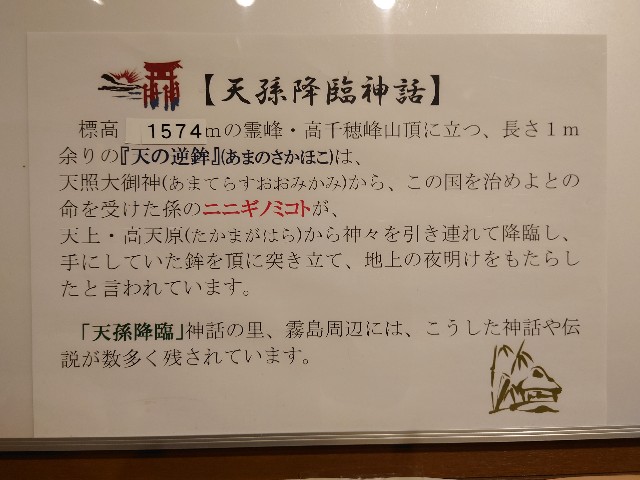 【天孫降臨神話】
標高 1574mの霊峰・高千穂峰山頂に立つ、長さ1m
余りの『天の逆鉾』(あまのさかほこ)は、
天照大御神(あまてらすおおみかみ)から、この国を治めよとの
命を受けた孫のニニギノミコトが、
天上・高天原(たかまがはら)から神々を引き連れて降臨し、
手にしていた鉾を頂に突き立て、地上の夜明けをもたらし
たと言われています。
「天孫降臨」神話の里、霧島周辺には、こうした神話や伝
説が数多く残されています。